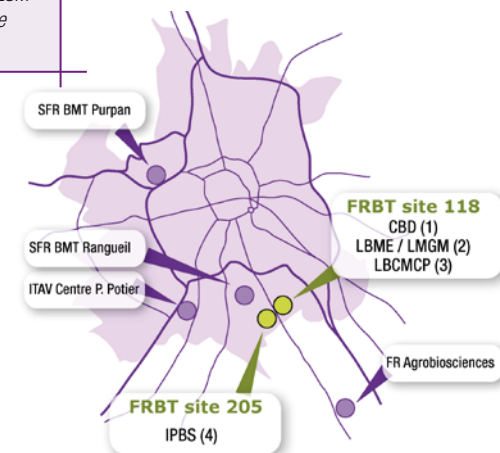 SFR BMT Purpan
FRBT site 118
CBD (1)
LBME / LMGM (2)
LBCMCP (3)
SFR BMT Rangueil
ITAV Centre P. Potier
FR Agrobiosciences
FRBT site 205
IPBS (4)